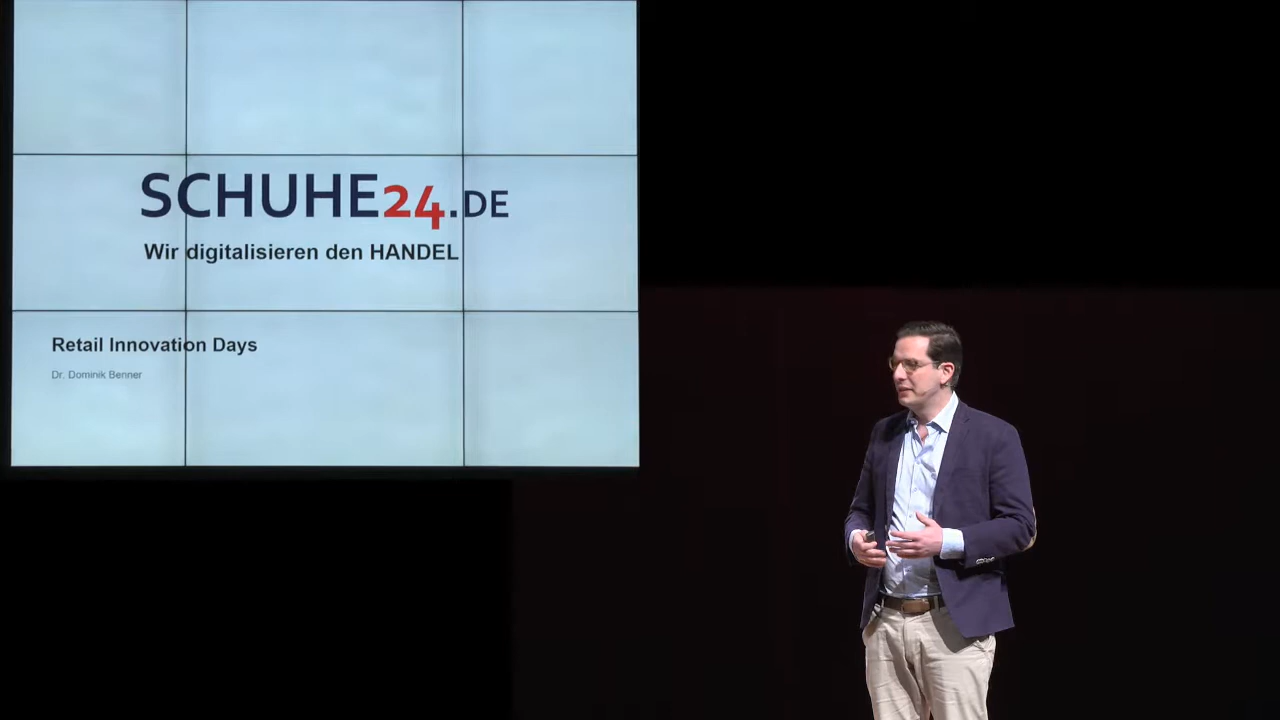 SCHUHE24.DE
Wir digitalisieren den HANDEL
Retail Innovation Days
Dr. Dominik Benner